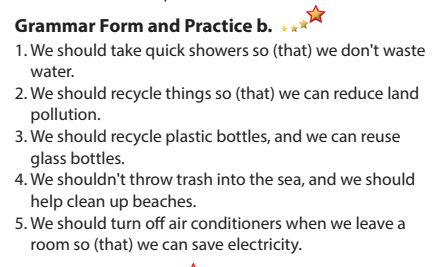 Grammar Form and Practice b.
1. We should take quick showers so (that) we don't waste
water.
2. We should recycle things so (that) we can reduce land
pollution.
3. We should recycle plastic bottles, and we can reuse
glass bottles.
4. We shouldn't throw trash into the sea, and we should
help clean up beaches.
5. We should turn off air conditioners when we leave a
room so (that) we can save electricity.